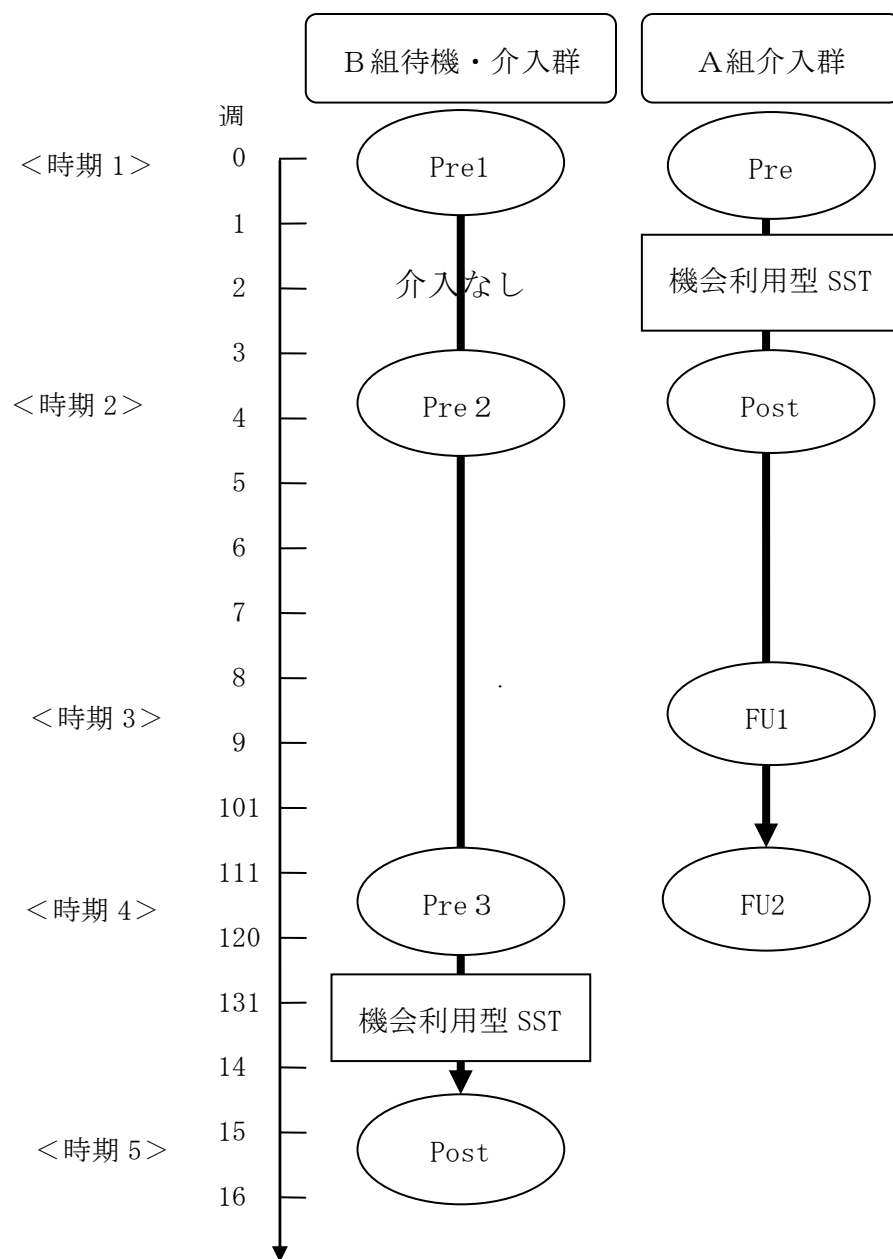 B組待機・介入群 A組介入群
週
<時期 1> 0 Pre1 Pre
1
介入なし 2 機会利用型 SST
3
<時期 2> 4 Pre 2 Post
5
6
7
8
<時期 3> FU1
9
101
111
<時期 4> Pre 3 FU2
120
131 機会利用型 SST
14
<時期 5> 15 Post
16